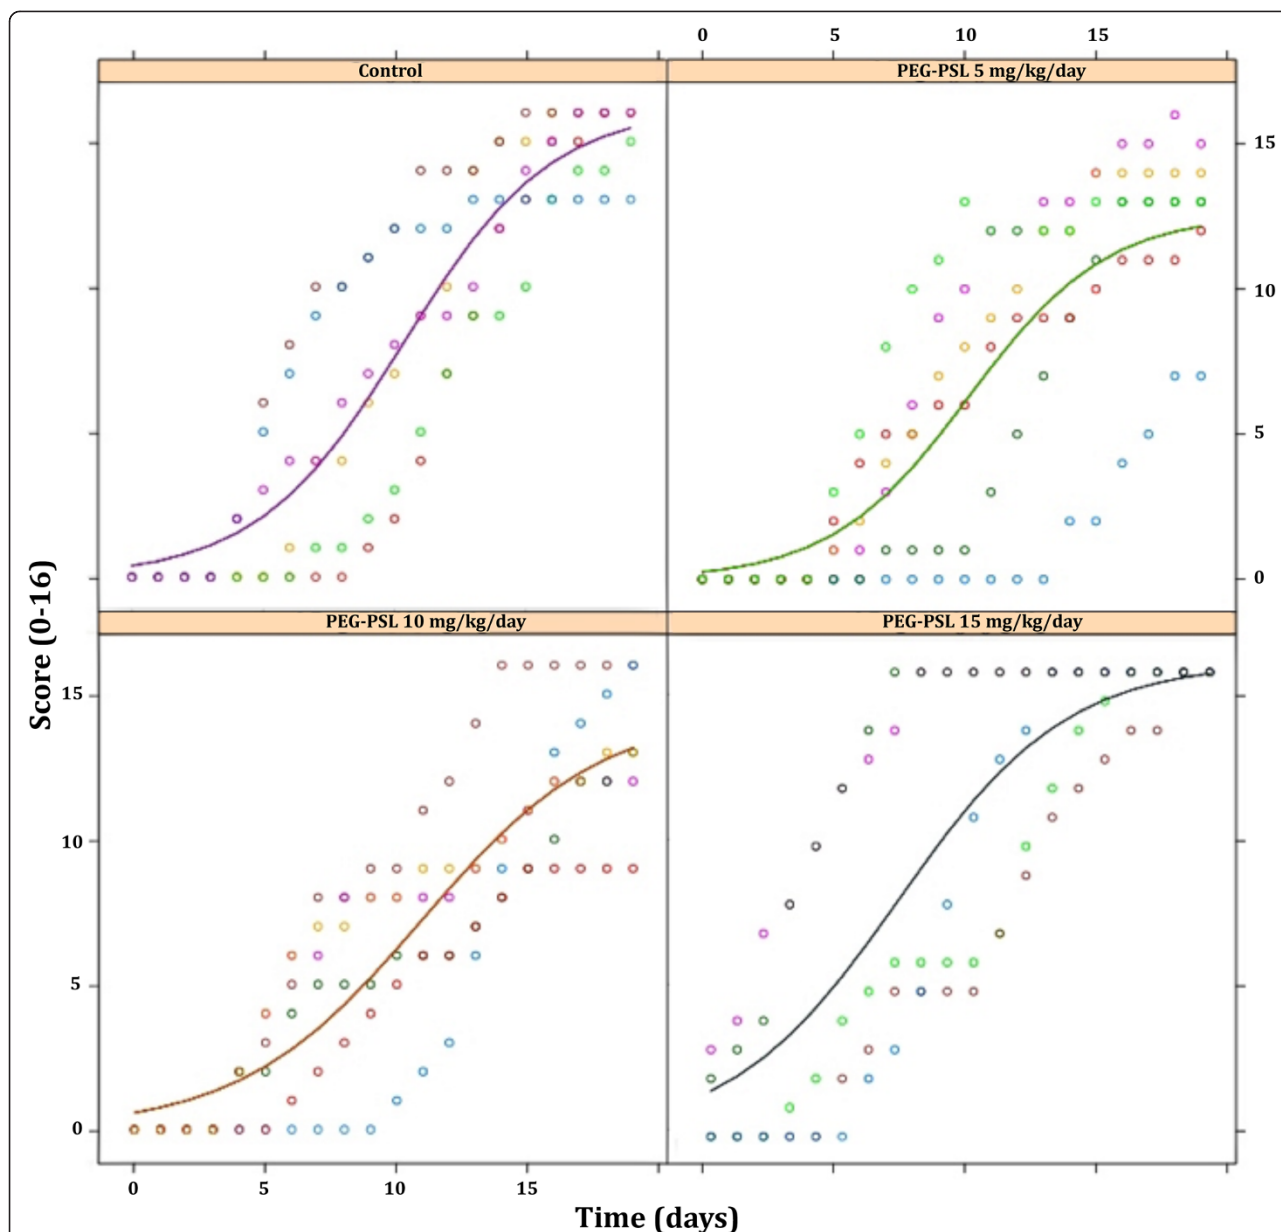 0 5 10 15
Control PEG-PSL 5 mg/kg/day
15
10
5
0
PEG-PSL 10 mg/kg/day PEG-PSL 15 mg/kg/day
Score (0-16)
15
10
5
0
0 5 10 15
Time (days)